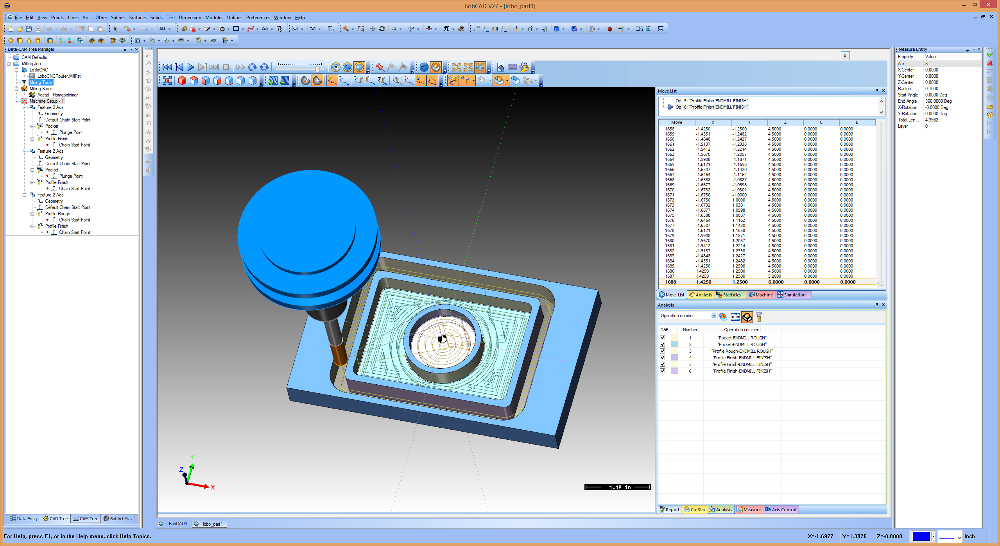 BobCAD V27 - [lobo_part1]
File Edit View Points Lines Arcs Other Splines Surfaces Solids Text Dimension Modules Utilities Preferences Window Help
ALL
Aa
Data-CAM Tree Manager
CAM Defaults
Milling Job
LoBoCNC
LoboCNCRouter.MillPst
Milling Tools
Milling Stock
Acetal - Homopolymer
Machine Setup - 1
Feature 2 Axis
Geometry
Default Chain Start Point
Pocket
Plunge Point
Profile Finish
Chain Start Point
Feature 2 Axis
Geometry
Default Chain Start Point
Pocket
Plunge Point
Profile Finish
Chain Start Point
Feature 2 Axis
Geometry
Default Chain Start Point
Profile Rough
Chain Start Point
Profile Finish
Chain Start Point
Data Entry CAD Tree CAM Tree BobArt M...
X
NC
Y
Z
X
1.19 in
Move List
Op. 5: "Profile Finish-ENDMILL FINISH"
Op. 6: "Profile Finish-ENDMILL FINISH"
Move X Y Z C B
1658 -1.4250 -1.2500 4.5000 0.0000 0.0000
1659 -1.4551 -1.2482 4.5000 0.0000 0.0000
1660 -1.4848 -1.2427 4.5000 0.0000 0.0000
1661 -1.5137 -1.2338 4.5000 0.0000 0.0000
1662 -1.5412 -1.2214 4.5000 0.0000 0.0000
1663 -1.5670 -1.2057 4.5000 0.0000 0.0000
1664 -1.5908 -1.1871 4.5000 0.0000 0.0000
1665 -1.6121 -1.1658 4.5000 0.0000 0.0000
1666 -1.6307 -1.1420 4.5000 0.0000 0.0000
1667 -1.6464 -1.1162 4.5000 0.0000 0.0000
1668 -1.6588 -1.0887 4.5000 0.0000 0.0000
1669 -1.6677 -1.0598 4.5000 0.0000 0.0000
1670 -1.6732 -1.0301 4.5000 0.0000 0.0000
1671 -1.6750 -1.0000 4.5000 0.0000 0.0000
1672 -1.6750 1.0000 4.5000 0.0000 0.0000
1673 -1.6732 1.0301 4.5000 0.0000 0.0000
1674 -1.6677 1.0598 4.5000 0.0000 0.0000
1675 -1.6588 1.0887 4.5000 0.0000 0.0000
1676 -1.6464 1.1162 4.5000 0.0000 0.0000
1677 -1.6307 1.1420 4.5000 0.0000 0.0000
1678 -1.6121 1.1658 4.5000 0.0000 0.0000
1679 -1.5908 1.1871 4.5000 0.0000 0.0000
1680 -1.5670 1.2057 4.5000 0.0000 0.0000
1681 -1.5412 1.2214 4.5000 0.0000 0.0000
1682 -1.5137 1.2338 4.5000 0.0000 0.0000
1683 -1.4848 1.2427 4.5000 0.0000 0.0000
1684 -1.4551 1.2482 4.5000 0.0000 0.0000
1685 -1.4250 1.2500 4.5000 0.0000 0.0000
1686 1.4250 1.2500 4.5000 0.0000 0.0000
1687 1.4250 1.2500 5.2000 0.0000 0.0000
1688 1.4250 1.2500 6.0000 0.0000 0.0000
NC Move List Analysis Statistics Machine Simulation
Analysis
Operation number
G&E Number Operation comment
1 "Pocket-ENDMILL ROUGH"
2 "Pocket-ENDMILL ROUGH"
3 "Profile Rough-ENDMILL ROUGH"
4 "Profile Finish-ENDMILL FINISH"
5 "Profile Finish-ENDMILL FINISH"
6 "Profile Finish-ENDMILL FINISH"
Report CutSim Analysis Measure Axis Control
Measure Entity
Property Value
Arc 3
X-Center 0.0000
Y-Center 0.0000
Z-Center 0.0000
Radius 0.7000
Start Angle 0.0000 Deg
End Angle 360.0000 Deg
X-Rotation -0.0000 Deg
Y-Rotation 0.0000 Deg
Total Len... 4.3982
Layer 0
BobCAD1 lobo_part1
For Help, press F1, or in the Help menu, click Help Topics.
X=-1.6977 Y=1.3076 Z=-0.0000 Inch